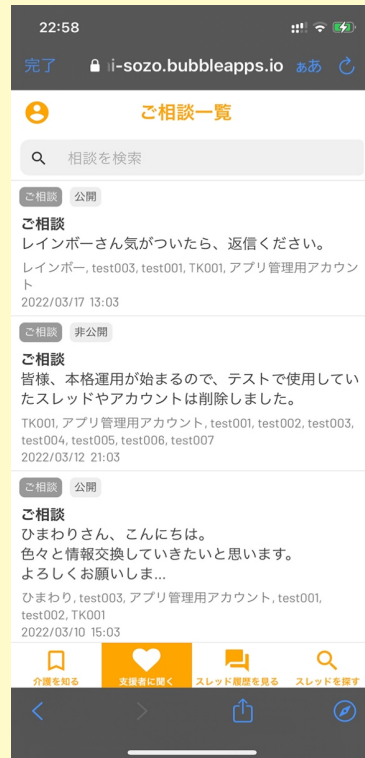 22:58
完了 i-sozo.bubbleapps.io ぁあ
ご相談一覧
相談を検索
ご相談 公開
ご相談
レインボーさん気がついたら、返信ください。
レインボー, test003, test001, TK001, アプリ管理用アカウン
ト
2022/03/17 13:03
ご相談 非公開
ご相談
皆様、本格運用が始まるので、テストで使用してい
たスレッドやアカウントは削除しました。
TK001, アプリ管理用アカウント, test001, test002, test003,
test004, test005, test006, test007
2022/03/12 21:03
ご相談 公開
ご相談
ひまわりさん、こんにちは。
色々と情報交換していきたいと思います。
よろしくお願いしま...
ひまわり, test003, アプリ管理用アカウント, test001,
test002, TK001
2022/03/10 15:03
介護を知る 支援者に聞く スレッド履歴を見る スレッドを探す